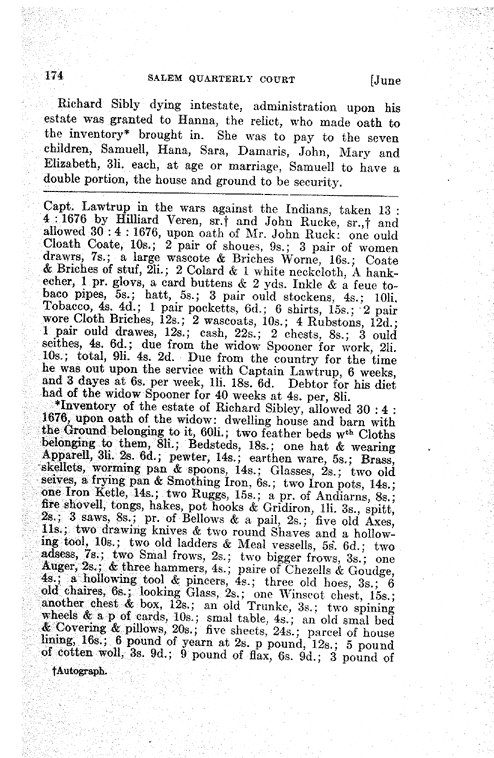 174 SALEM QUARTERLY COURT [June
Richard Sibly dying intestate, administration upon his
estate was granted to Hanna, the relict, who made oath to
the inventory* brought in. She was to pay to the seven
children, Samuell, Hana, Sara, Damaris, John, Mary and
Elizabeth, 3li. each, at age or marriage, Samuell to have a
double portion, the house and ground to be security.
Capt. Lawtrup in the wars against the Indians, taken 13 :
4 : 1676 by Hilliard Veren, sr.† and John Rucke, sr.,† and
allowed 30 : 4 : 1676, upon oath of Mr. John Ruck: one ould
Cloath Coate, 10s.; 2 pair of shoues, 9s.; 3 pair of women
drawrs, 7s.; a large wascote & Briches Worne, 16s.; Coate
& Briches of stuf, 2li.; 2 Colard & 1 white neckcloth, A hank-
echer, 1 pr. glovs, a card buttens & 2 yds. Inkle & a feue to-
baco pipes, 5s.; hatt, 5s.; 3 pair ould stockens, 4s.; 10li.
Tobacco, 4s. 4d.; 1 pair pocketts, 6d.; 6 shirts, 15s.; 2 pair
wore Cloth Briches, 12s.; 2 wascoats, 10s.; 4 Rubstons, 12d.;
1 pair ould drawes, 12s.; cash, 22s.; 2 chests, 8s.; 3 ould
seithes, 4s. 6d.; due from the widow Spooner for work, 2li.
10s.; total, 9li. 4s. 2d. Due from the country for the time
he was out upon the service with Captain Lawtrup, 6 weeks,
and 3 dayes at 6s. per week, 1li. 18s. 6d. Debtor for his diet
had of the widow Spooner for 40 weeks at 4s. per, 8li.
*Inventory of the estate of Richard Sibley, allowed 30 : 4 :
1676, upon oath of the widow: dwelling house and barn with
the Ground belonging to it, 60li.; two feather beds wth Cloths
belonging to them, 8li.; Bedsteds, 18s.; one hat & wearing
Apparell, 3li. 2s. 6d.; pewter, 14s.; earthen ware, 5s.; Brass,
skellets, worming pan & spoons, 14s.; Glasses, 2s.; two old
seives, a frying pan & Smothing Iron, 6s.; two Iron pots, 14s.;
one Iron Ketle, 14s.; two Ruggs, 15s.; a pr. of Andiarns, 8s.;
fire shovell, tongs, hakes, pot hooks & Gridiron, 1li. 3s., spitt,
2s.; 3 saws, 8s.; pr. of Bellows & a pail, 2s.; five old Axes,
11s.; two drawing knives & two round Shaves and a hollow-
ing tool, 10s.; two old ladders & Meal vessells, 5s. 6d.; two
adsess, 7s.; two Smal frows, 2s.; two bigger frows, 3s.; one
Auger, 2s.; & three hammers, 4s.; paire of Chezells & Goudge,
4s.; a hollowing tool & pincers, 4s.; three old hoes, 3s.; 6
old chaires, 6s.; looking Glass, 2s.; one Winscot chest, 15s.;
another chest & box, 12s.; an old Trunke, 3s.; two spining
wheels & a p of cards, 10s.; smal table, 4s.; an old smal bed
& Covering & pillows, 20s.; five sheets, 24s.; parcel of house
lining, 16s.; 6 pound of yearn at 2s. p pound, 12s.; 5 pound
of cotten woll, 3s. 9d.; 9 pound of flax, 6s. 9d.; 3 pound of
†Autograph.